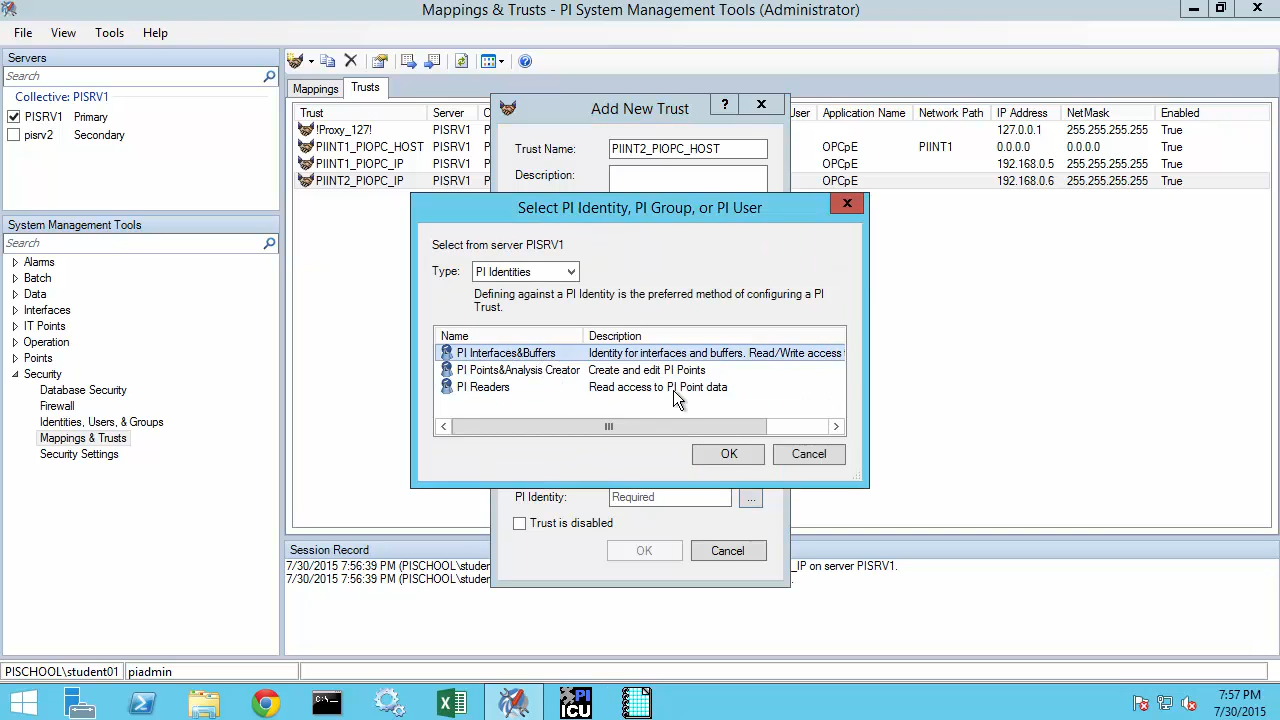 Mappings & Trusts - PI System Management Tools (Administrator)
File View Tools Help
Servers
Search
Collective: PISRV1
PISRV1 Primary
pisrv2 Secondary
System Management Tools
Search
Alarms
Batch
Data
Interfaces
IT Points
Operation
Points
Security
Database Security
Firewall
Identities, Users, & Groups
Mappings & Trusts
Security Settings
Mappings Trusts
Trust Server User Application Name Network Path IP Address NetMask Enabled
!Proxy_127! PISRV1 127.0.0.1 255.255.255.255 True
PIINT1_PIOPC_HOST PISRV1 OPCpE PIINT1 0.0.0.0 0.0.0.0 True
PIINT1_PIOPC_IP PISRV1 OPCpE 192.168.0.5 255.255.255.255 True
PIINT2_PIOPC_IP PISRV1 OPCpE 192.168.0.6 255.255.255.255 True
Add New Trust ?
Trust Name: PIINT2_PIOPC_HOST
Description:
Select PI Identity, PI Group, or PI User
Select from server PISRV1
Type: PI Identities
Defining against a PI Identity is the preferred method of configuring a PI
Trust.
Name Description
PI Interfaces&Buffers Identity for interfaces and buffers. Read/Write access
PI Points&Analysis Creator Create and edit PI Points
PI Readers Read access to PI Point data
OK Cancel
PI Identity: Required ...
Trust is disabled
OK Cancel
Session Record
7/30/2015 7:56:39 PM (PISCHOOL\studen _IP on server PISRV1.
7/30/2015 7:56:39 PM (PISCHOOL\studen
PISCHOOL\student01 piadmin
PI
ICU
7:57 PM
7/30/2015